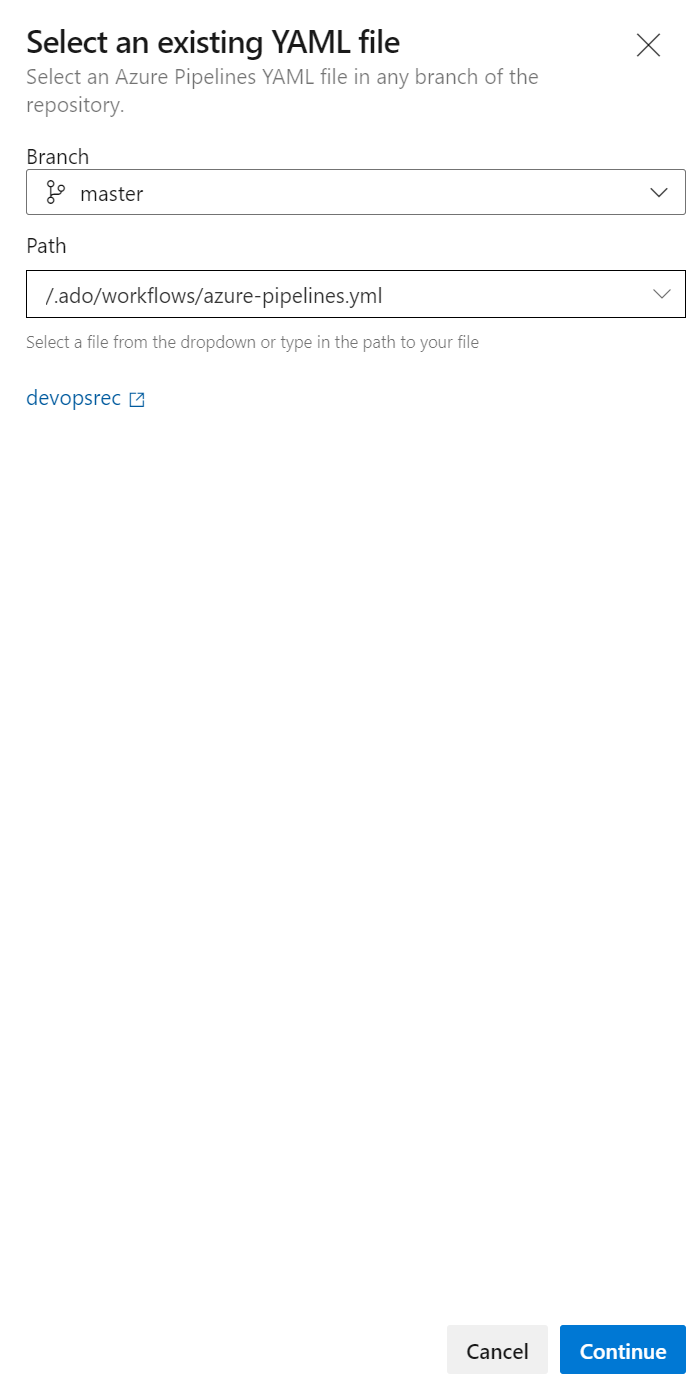 Select an existing YAML file
Select an Azure Pipelines YAML file in any branch of the
repository.
Branch
master
Path
/.ado/workflows/azure-pipelines.yml
Select a file from the dropdown or type in the path to your file
devopsrec
Cancel
Continue